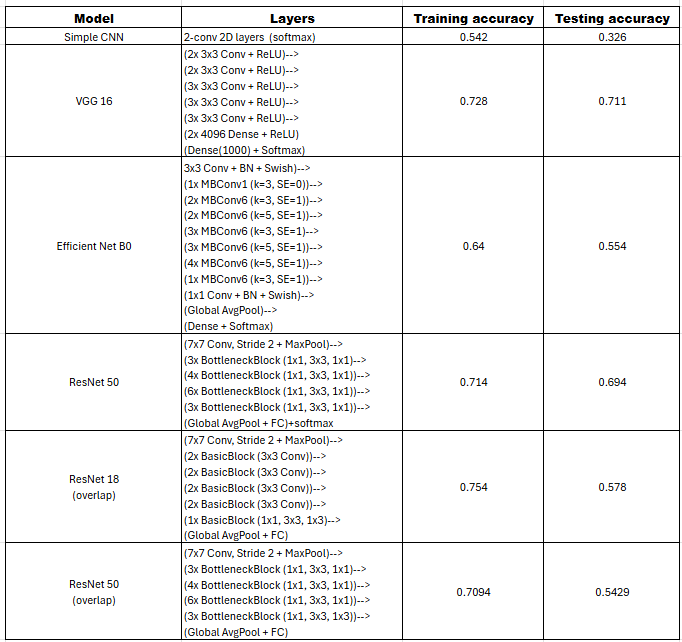 Model Layers Training accuracy Testing accuracy
Simple CNN 2-conv 2D layers (softmax) 0.542 0.326
(2x 3x3 Conv + ReLU)-->
(2x 3x3 Conv + ReLU)-->
(3x 3x3 Conv + ReLU)-->
VGG 16 (3x 3x3 Conv + ReLU)--> 0.728 0.711
(3x 3x3 Conv + ReLU)-->
(2x 4096 Dense + ReLU)
(Dense(1000) + Softmax)
3x3 Conv + BN + Swish)-->
(1x MBConv1 (k=3, SE=0))-->
(2x MBConv6 (k=3, SE=1))-->
(2x MBConv6 (k=5, SE=1))-->
(3x MBConv6 (k=3, SE=1)-->
Efficient Net B0 (3x MBConv6 (k=5, SE=1))--> 0.64 0.554
(4x MBConv6 (k=5, SE=1))-->
(1x MBConv6 (k=3, SE=1))-->
(1x1 Conv + BN + Swish)-->
(Global AvgPool)-->
(Dense + Softmax)
(7x7 Conv, Stride 2 + MaxPool)-->
(3x BottleneckBlock (1x1, 3x3, 1x1)-->
(4x BottleneckBlock (1x1, 3x3, 1x1))-->
ResNet 50 (6x BottleneckBlock (1x1, 3x3, 1x1))--> 0.714 0.694
(3x BottleneckBlock (1x1, 3x3, 1x1))-->
(Global AvgPool + FC)+softmax
(7x7 Conv, Stride 2 + MaxPool)-->
(2x BasicBlock (3x3 Conv))-->
(2x BasicBlock (3x3 Conv))-->
ResNet 18 (2x BasicBlock (3x3 Conv))--> 0.754 0.578
(overlap) (2x BasicBlock (3x3 Conv))-->
(1x BasicBlock (1x1, 3x3, 1x3)-->
(Global AvgPool + FC)
(7x7 Conv, Stride 2 + MaxPool)-->
(3x BottleneckBlock (1x1, 3x3, 1x1)-->
ResNet 50 (4x BottleneckBlock (1x1, 3x3, 1x1))--> 0.7094 0.5429
(overlap) (6x BottleneckBlock (1x1, 3x3, 1x1))-->
(3x BottleneckBlock (1x1, 3x3, 1x3))-->
(Global AvgPool + FC)